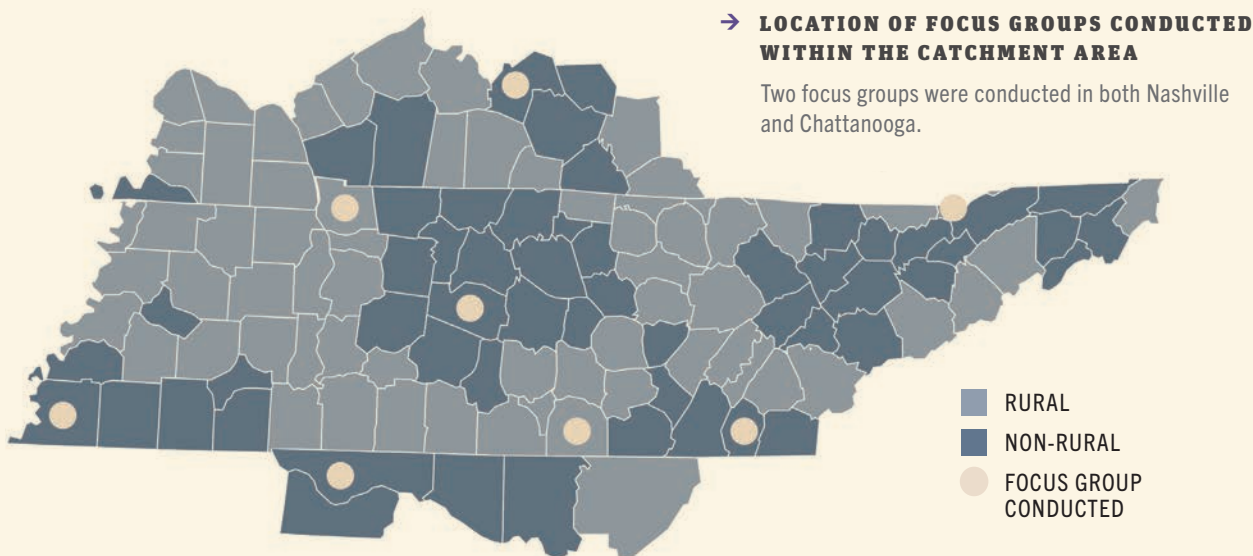 → LOCATION OF FOCUS GROUPS CONDUCTED
WITHIN THE CATCHMENT AREA
Two focus groups were conducted in both Nashville
and Chattanooga.
RURAL
NON-RURAL
FOCUS GROUP
CONDUCTED